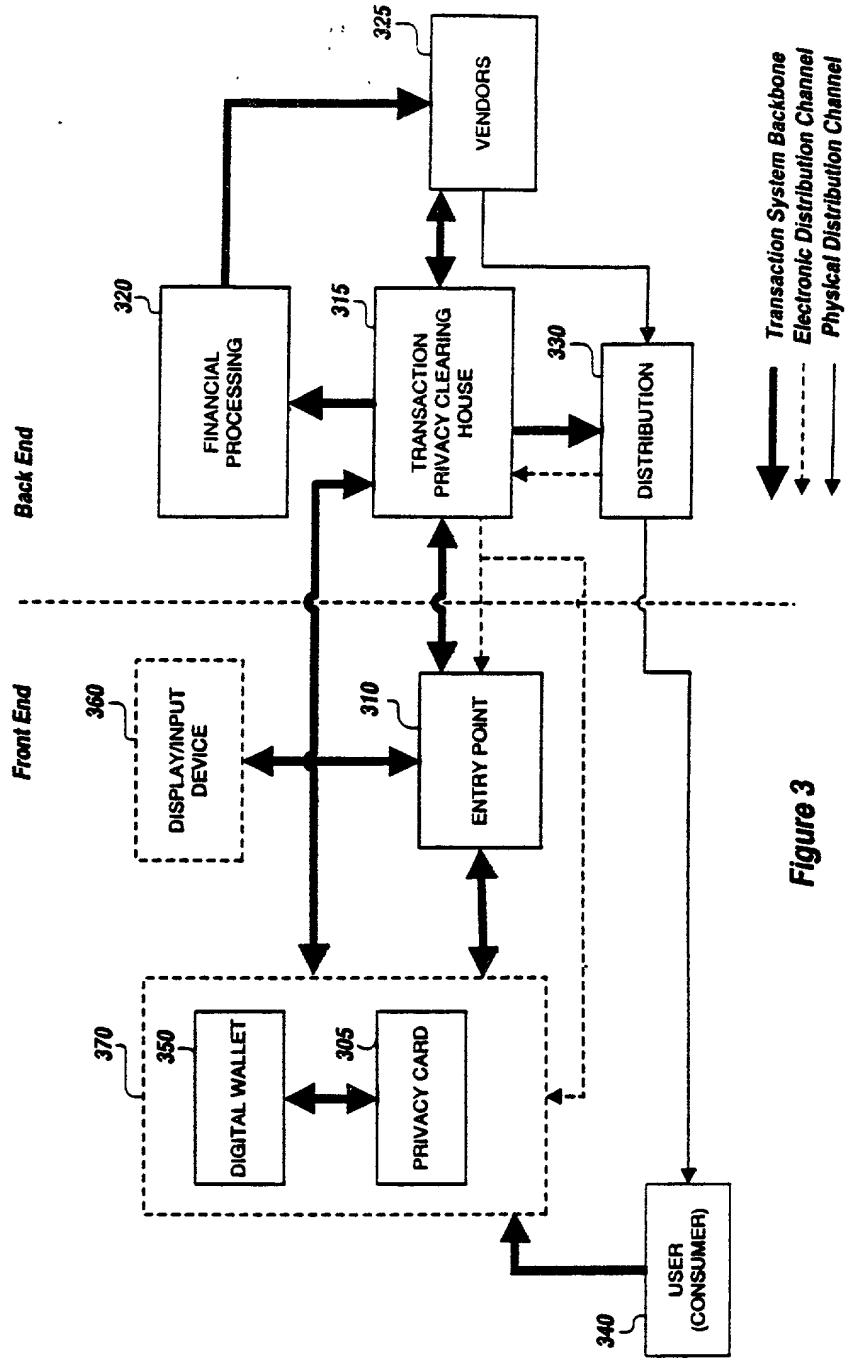 Front End
Back End
370
350
DIGITAL WALLET
305
PRIVACY CARD
360
DISPLAY/INPUT
DEVICE
310
ENTRY POINT
320
FINANCIAL
PROCESSING
315
TRANSACTION
PRIVACY CLEARING
HOUSE
325
VENDORS
330
DISTRIBUTION
USER
(CONSUMER)
340
Transaction System Backbone
Electronic Distribution Channel
Physical Distribution Channel
Figure 3